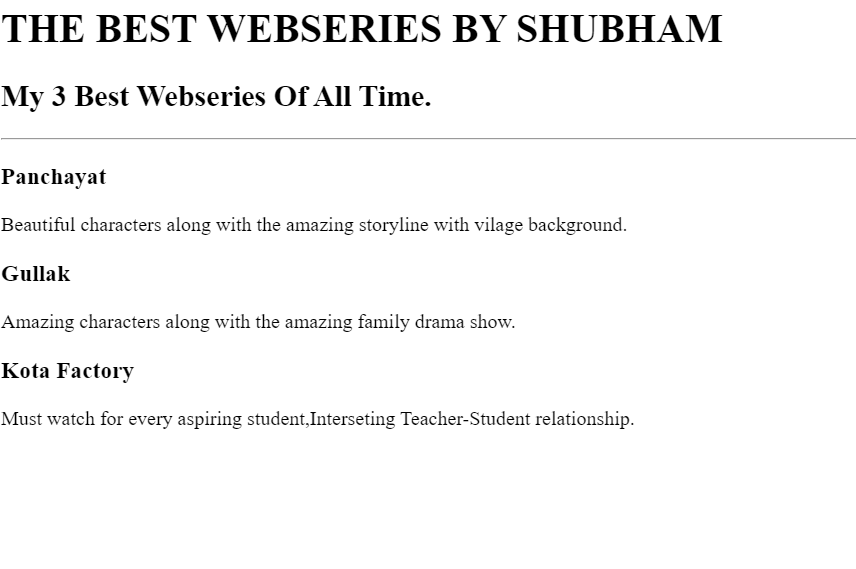 THE BEST WEBSERIES BY SHUBHAM
My 3 Best Webseries Of All Time.
Panchayat
Beautiful characters along with the amazing storyline with vilage background.
Gullak
Amazing characters along with the amazing family drama show.
Kota Factory
Must watch for every aspiring student,Interseting Teacher-Student relationship.